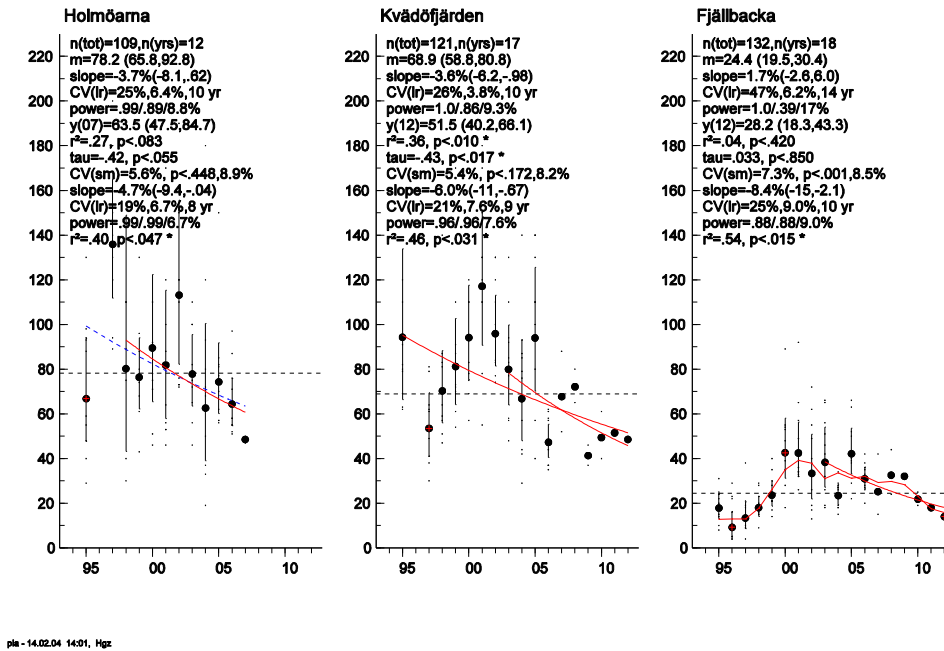 Holmöarna
n(tot)=109,n(yrs)=12
m=78.2 (65.8,92.8)
slope=-3.7%(-8.1,.62)
CV(lr)=25%,6.4%,10 yr
power=.99/.89/8.8%
y(07)=63.5 (47.5,84.7)
r²=.27, p<.083
tau=-.42, p<.055
CV(sm)=5.6%, p<.448,8.9%
slope=-4.7%(-9.4,-.04)
CV(lr)=19%,6.7%,8 yr
power=.99/.99/6.7%
r²=.40, p<.047 *
220
200
180
160
140
120
100
80
60
40
20
0
95 00 05 10
Kvädöfjärden
n(tot)=121,n(yrs)=17
m=68.9 (58.8,80.8)
slope=-3.6%(-6.2,-.98)
CV(lr)=26%,3.8%,10 yr
power=1.0/.86/9.3%
y(12)=51.5 (40.2,66.1)
r²=.36, p<.010 *
tau=-.43, p<.017 *
CV(sm)=5.4%, p<.172,8.2%
slope=-6.0%(-11,-.67)
CV(lr)=21%,7.6%,9 yr
power=.96/.96/7.6%
r²=.46, p<.031 *
220
200
180
160
140
120
100
80
60
40
20
0
95 00 05 10
Fjällbacka
n(tot)=132,n(yrs)=18
m=24.4 (19.5,30.4)
slope=1.7%(-2.6,6.0)
CV(lr)=47%,6.2%,14 yr
power=1.0/.39/17%
y(12)=28.2 (18.3,43.3)
r²=.04, p<.420
tau=.033, p<.850
CV(sm)=7.3%, p<.001,8.5%
slope=-8.4%(-15,-2.1)
CV(lr)=25%,9.0%,10 yr
power=.88/.88/9.0%
r²=.54, p<.015 *
220
200
180
160
140
120
100
80
60
40
20
0
95 00 05 10
pia - 14.02.04 14:01, Hgz